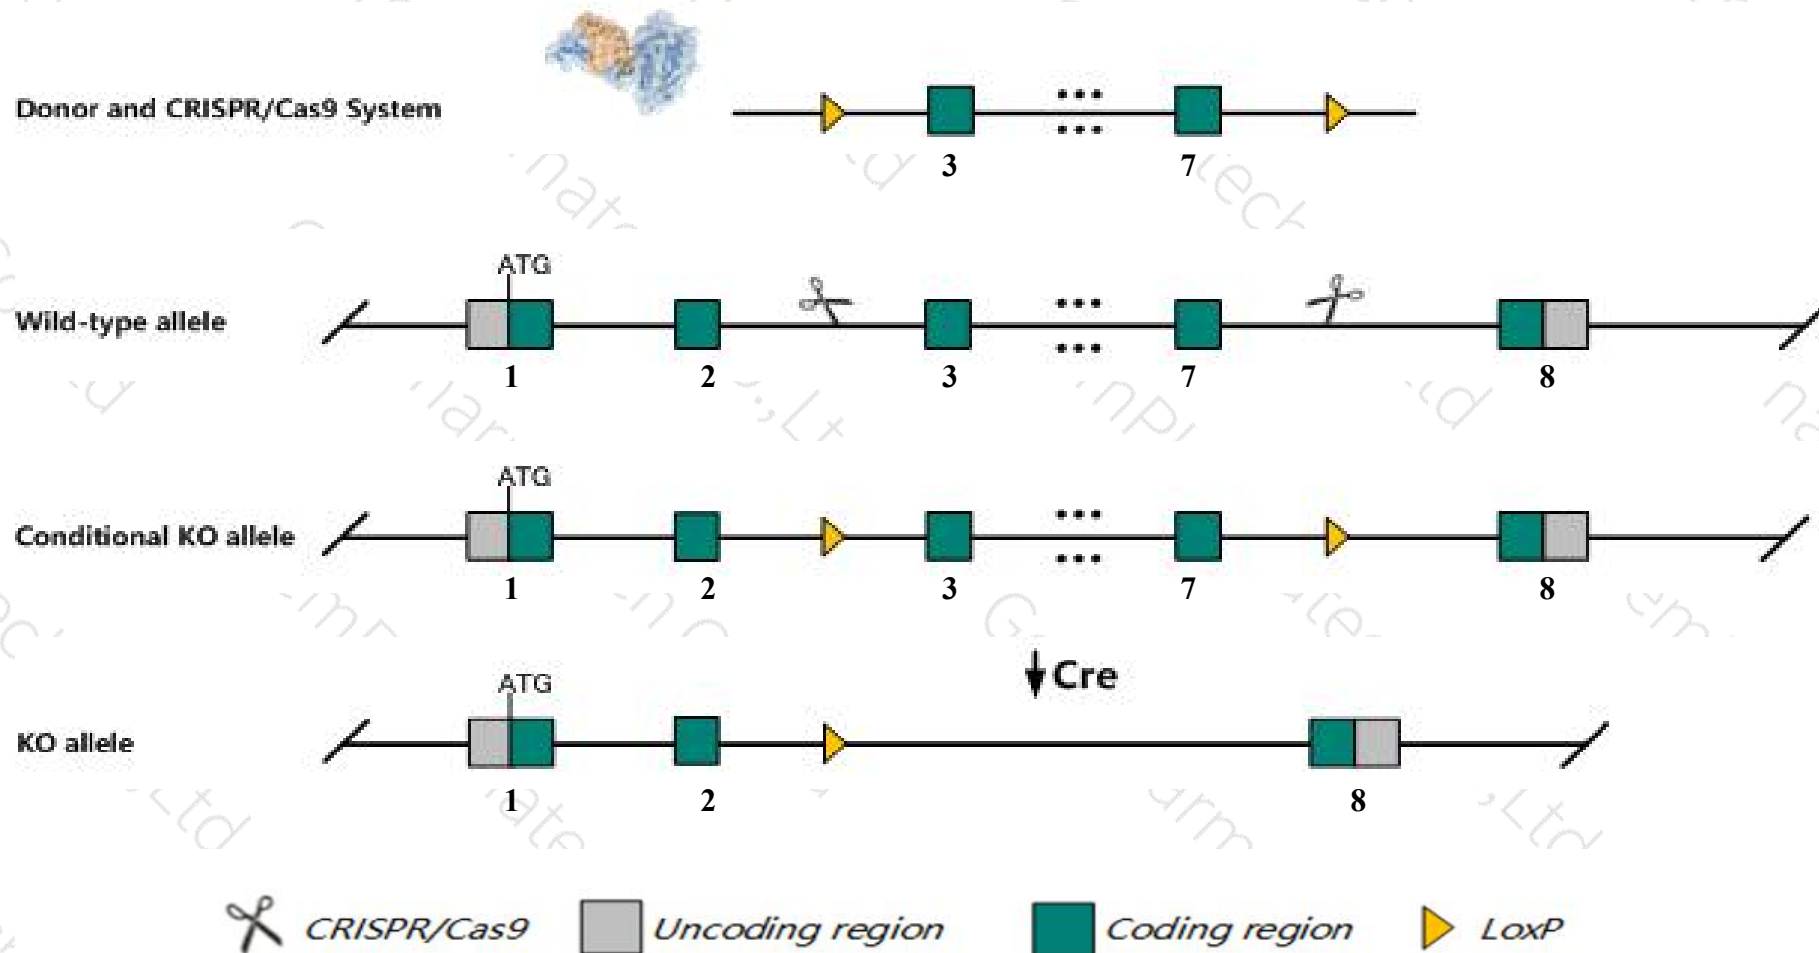 Donor and CRISPR/Cas9 System
3 7
ATG
Wild-type allele
1 2 3 7 8
ATG
Conditional KO allele
1 2 3 7 8
Cre
ATG
KO allele
1 2 8
CRISPR/Cas9 Uncoding region Coding region LoxP